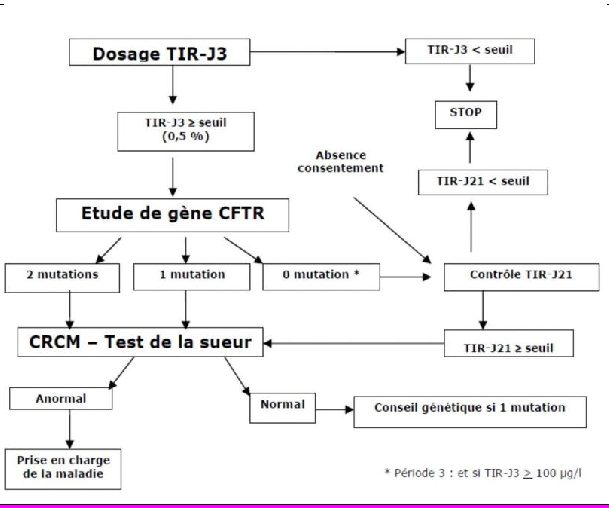 Dosage TIR-J3
TIR-J3 < seuil
STOP
TIR-J3 ≥ seuil
(0,5 %)
Absence
consentement
TIR-J21 < seuil
Etude de gène CFTR
2 mutations
1 mutation
0 mutation *
Contrôle TIR-J21
CRCM – Test de la sueur
TIR-J21 ≥ seuil
Anormal
Normal
Conseil génétique si 1 mutation
Prise en charge
de la maladie
* Période 3 : et si TIR-J3 ≥ 100 µg/l